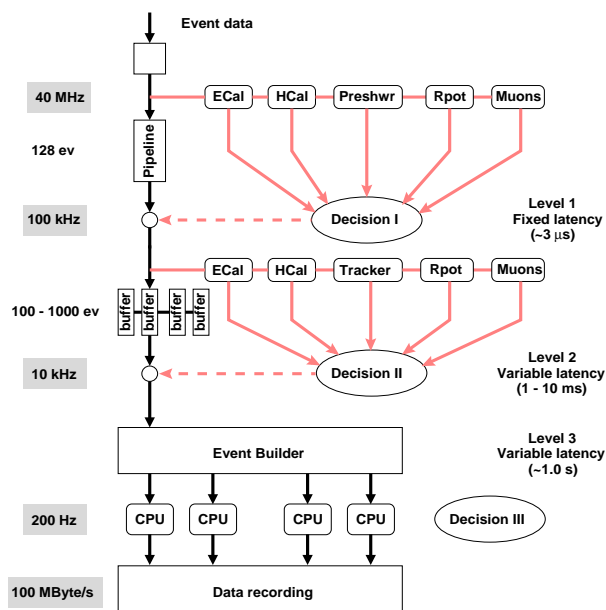 Event data
40 MHz
ECal
HCal
Preshwr
Rpot
Muons
128 ev
Pipeline
100 kHz
Decision I
Level 1
Fixed latency
(~3 μs)
ECal
HCal
Tracker
Rpot
Muons
100 - 1000 ev
buffer
buffer
buffer
buffer
10 kHz
Decision II
Level 2
Variable latency
(1 - 10 ms)
Event Builder
Level 3
Variable latency
(~1.0 s)
200 Hz
CPU
CPU
CPU
CPU
Decision III
100 MByte/s
Data recording